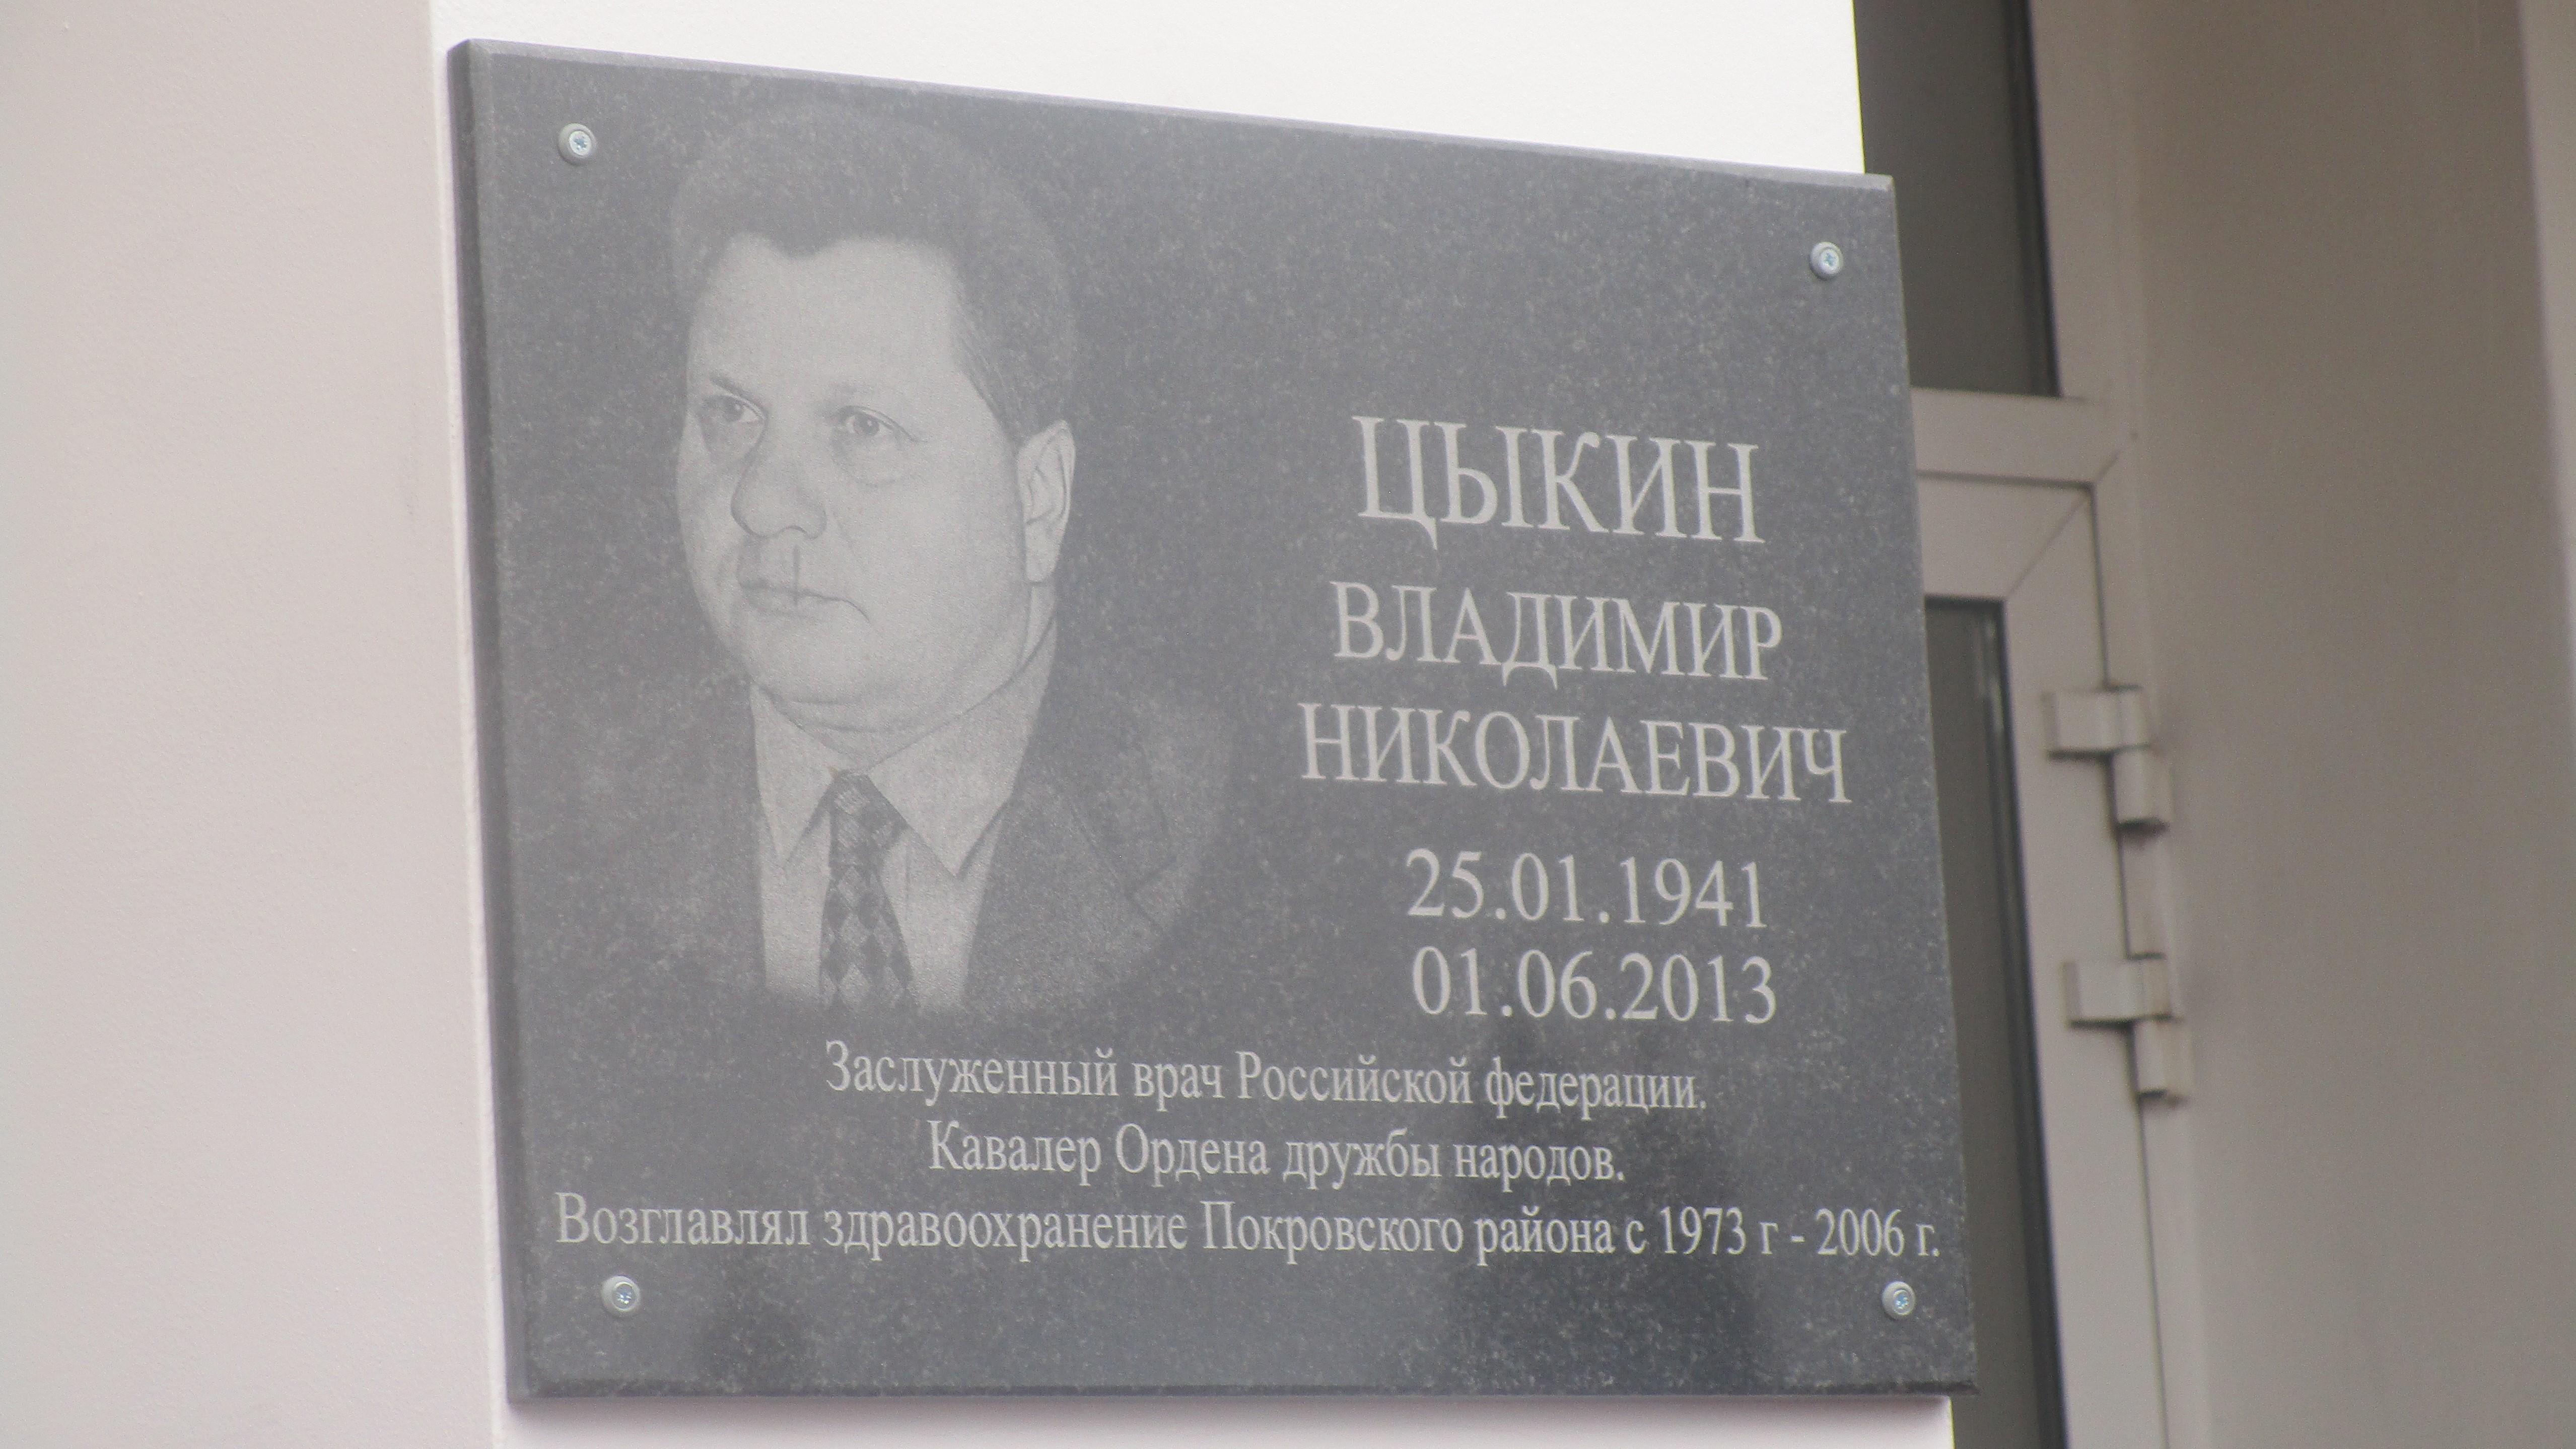 ЦЫКИН
ВЛАДИМИР
НИКОЛАЕВИЧ
25.01.1941
01.06.2013
Заслуженный врач Российской федерации.
Кавалер Ордена дружбы народов.
Возглавлял здравоохранение Покровского района с 1973 г - 2006 г.